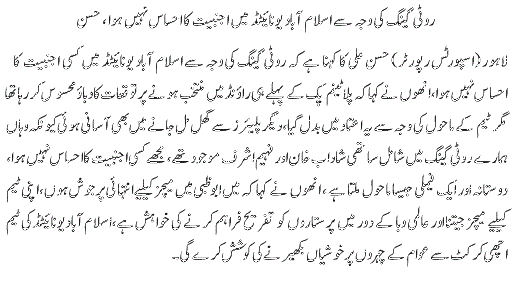 روٹی گینگ کی وجہ سے اسلام آباد یونائیٹڈ میں اجنبیت کا احساس نہیں ہوا، حسن
لاہور (اسپورٹس رپورٹر) حسن علی کا کہنا ہے کہ روٹی گینگ کی وجہ سے اسلام آباد یونائیٹڈ میں کسی اجنبیت کا
احساس نہیں ہوا، انھوں نے کہا کہ پلاٹینم پک کے پہلے ہی راؤنڈ میں منتخب ہونے پر توقعات کا دباؤ محسوس کر رہا تھا
مگر ٹیم کے ماحول کی وجہ سے یہ اعتماد میں بدل گیا، دیگر پلیئرز سے گھل مل جانے میں بھی آسانی ہوئی کیونکہ وہاں
ہمارے روٹی گینگ میں شامل ساتھی شاداب خان اور فہیم اشرف موجود تھے، مجھے کسی اجنبیت کا احساس نہیں ہوا،
دوستانہ اور ایک فیملی جیسا ماحول ملتا ہے، انھوں نے کہا کہ میں ابوظبی میں میچز کیلیے انتہائی پرجوش ہوں، اپنی ٹیم
کیلیے میچز جیتنا اور عالمی وبا کے دور میں پرستاروں کو تفریح فراہم کرنے کی خواہش ہے، اسلام آباد یونائیٹڈ کی ٹیم
اچھی کرکٹ سے عوام کے چہروں پر خوشیاں بکھیرنے کی کوشش کرے گی۔